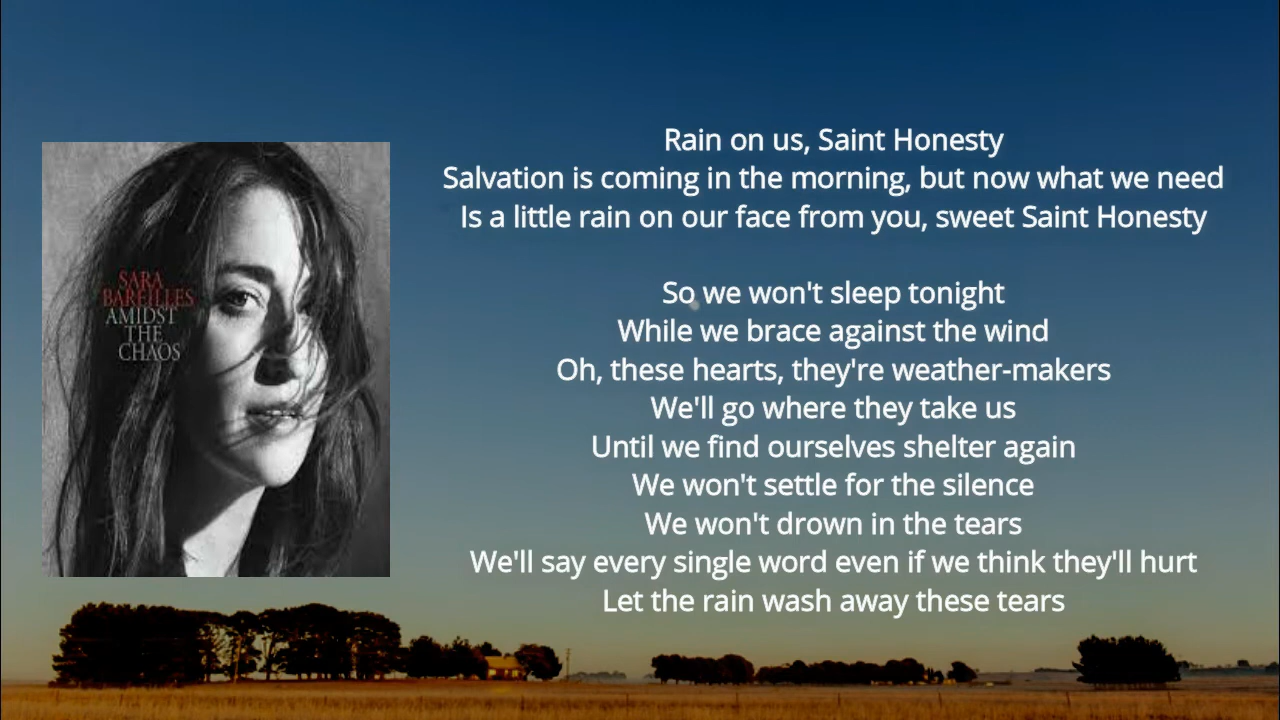 SARA
BAREILLES
AMIDST
THE
CHAOS
Rain on us, Saint Honesty
Salvation is coming in the morning, but now what we need
Is a little rain on our face from you, sweet Saint Honesty
So we won't sleep tonight
While we brace against the wind
Oh, these hearts, they're weather-makers
We'll go where they take us
Until we find ourselves shelter again
We won't settle for the silence
We won't drown in the tears
We'll say every single word even if we think they'll hurt
Let the rain wash away these tears